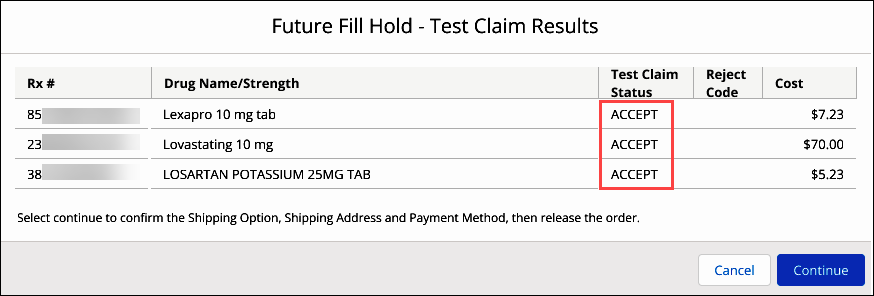 Future Fill Hold - Test Claim Results
Rx # Drug Name/Strength Test Claim Status Reject Code Cost
85 Lexapro 10 mg tab ACCEPT $7.23
23 Lovastating 10 mg ACCEPT $70.00
38 LOSARTAN POTASSIUM 25MG TAB ACCEPT $5.23
Select continue to confirm the Shipping Option, Shipping Address and Payment Method, then release the order.
Cancel Continue